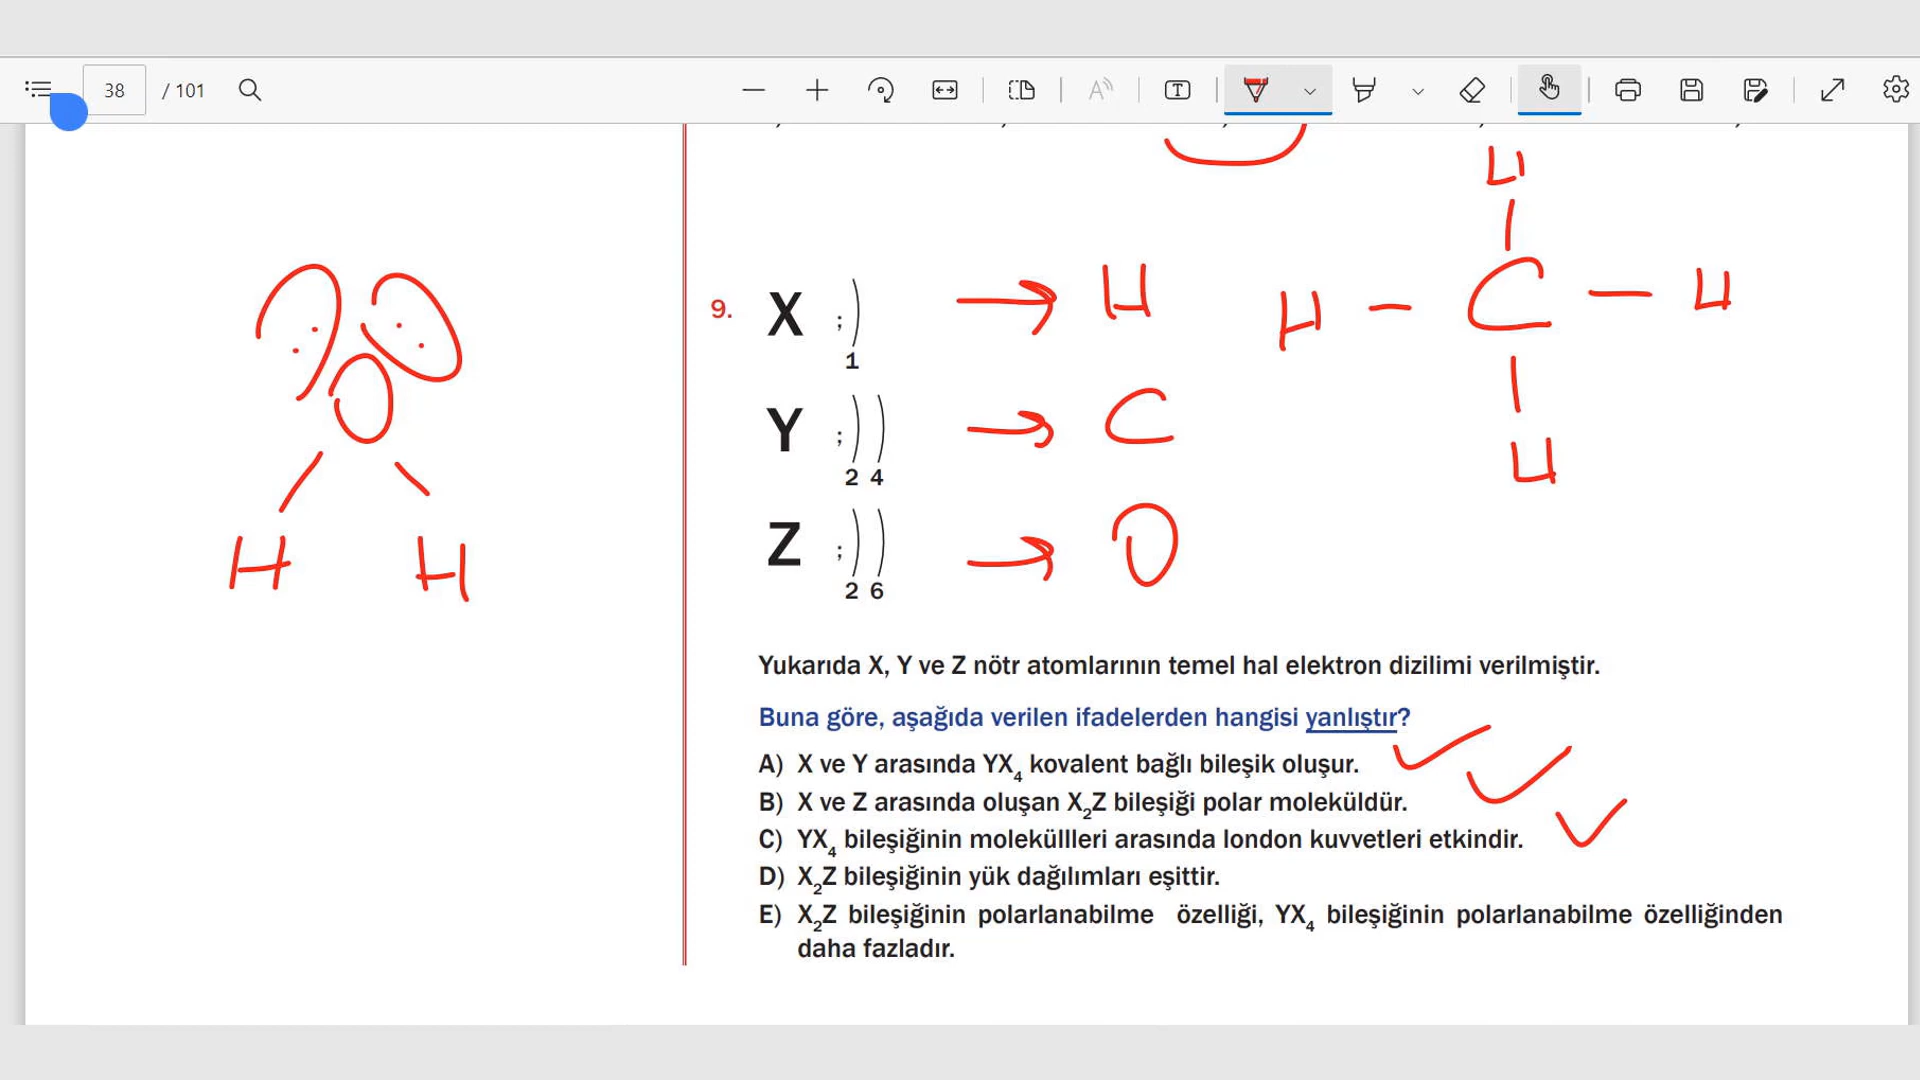 38 / 101
H
9. X ;) → H H - C - H
1
Y ;)) → C
2 4
H
O
Z ;)) → O
2 6
H H
Yukarıda X, Y ve Z nötr atomlarının temel hal elektron dizilimi verilmiştir.
Buna göre, aşağıda verilen ifadelerden hangisi yanlıştır?
A) X ve Y arasında YX₄ kovalent bağlı bileşik oluşur.
B) X ve Z arasında oluşan X₂Z bileşiği polar moleküldür.
C) YX₄ bileşiğinin molekülleri arasında london kuvvetleri etkindir.
D) X₂Z bileşiğinin yük dağılımları eşittir.
E) X₂Z bileşiğinin polarlanabilme özelliği, YX₄ bileşiğinin polarlanabilme özelliğinden
daha fazladır.